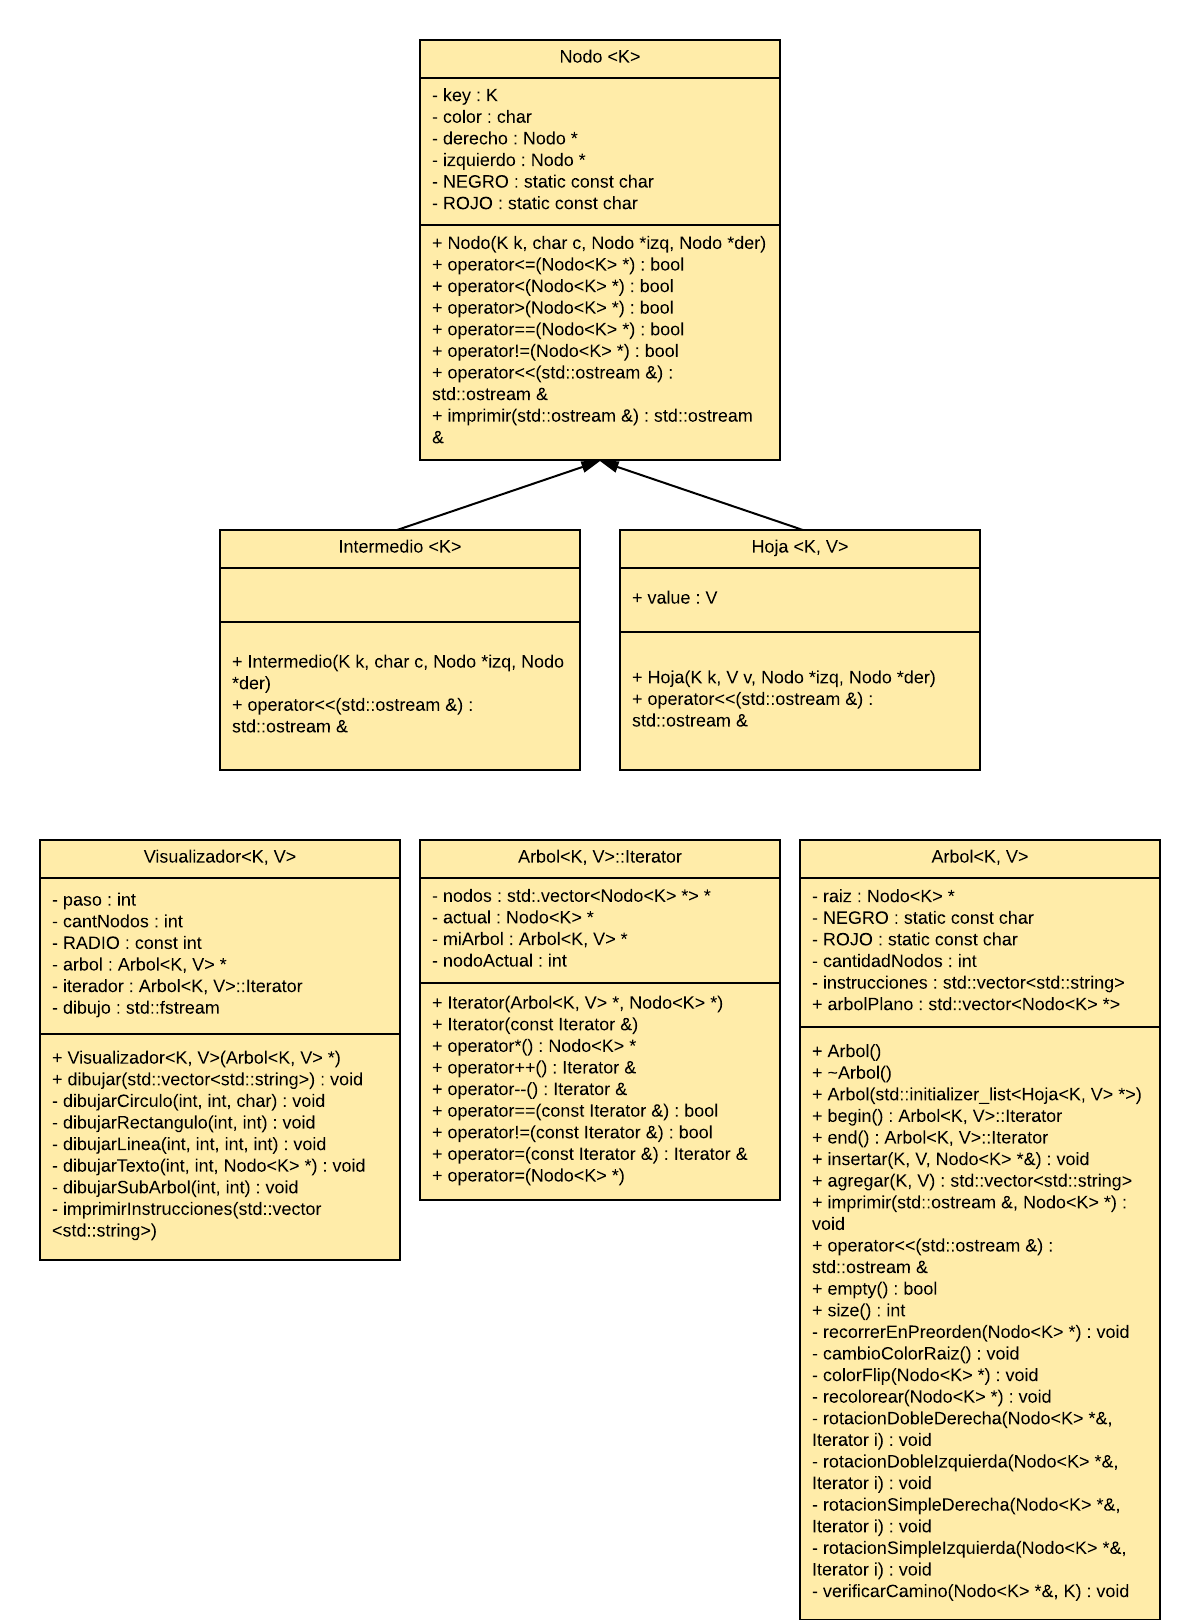 Nodo <K>
- key : K
- color : char
- derecho : Nodo *
- izquierdo : Nodo *
- NEGRO : static const char
- ROJO : static const char
+ Nodo(K k, char c, Nodo *izq, Nodo *der)
+ operator<=(Nodo<K> *) : bool
+ operator<(Nodo<K> *) : bool
+ operator>(Nodo<K> *) : bool
+ operator==(Nodo<K> *) : bool
+ operator!=(Nodo<K> *) : bool
+ operator<<(std::ostream &) :
std::ostream &
+ imprimir(std::ostream &) : std::ostream
&
Intermedio <K>
+ Intermedio(K k, char c, Nodo *izq, Nodo
*der)
+ operator<<(std::ostream &) :
std::ostream &
Hoja <K, V>
+ value : V
+ Hoja(K k, V v, Nodo *izq, Nodo *der)
+ operator<<(std::ostream &) :
std::ostream &
Visualizador<K, V>
- paso : int
- cantNodos : int
- RADIO : const int
- arbol : Arbol<K, V> *
- iterador : Arbol<K, V>::Iterator
- dibujo : std::fstream
+ Visualizador<K, V>(Arbol<K, V> *)
+ dibujar(std::vector<std::string>) : void
- dibujarCirculo(int, int, char) : void
- dibujarRectangulo(int, int) : void
- dibujarLinea(int, int, int, int) : void
- dibujarTexto(int, int, Nodo<K> *) : void
- dibujarSubArbol(int, int) : void
- imprimirInstrucciones(std::vector
<std::string>)
Arbol<K, V>::Iterator
- nodos : std:.vector<Nodo<K> *> *
- actual : Nodo<K> *
- miArbol : Arbol<K, V> *
- nodoActual : int
+ Iterator(Arbol<K, V> *, Nodo<K> *)
+ Iterator(const Iterator &)
+ operator*() : Nodo<K> *
+ operator++() : Iterator &
+ operator--() : Iterator &
+ operator==(const Iterator &) : bool
+ operator!=(const Iterator &) : bool
+ operator=(const Iterator &) : Iterator &
+ operator=(Nodo<K> *)
Arbol<K, V>
- raiz : Nodo<K> *
- NEGRO : static const char
- ROJO : static const char
- cantidadNodos : int
- instrucciones : std::vector<std::string>
+ arbolPlano : std::vector<Nodo<K> *>
+ Arbol()
+ ~Arbol()
+ Arbol(std::initializer_list<Hoja<K, V> *>)
+ begin() : Arbol<K, V>::Iterator
+ end() : Arbol<K, V>::Iterator
+ insertar(K, V, Nodo<K> *&) : void
+ agregar(K, V) : std::vector<std::string>
+ imprimir(std::ostream &, Nodo<K> *) :
void
+ operator<<(std::ostream &) :
std::ostream &
+ empty() : bool
+ size() : int
- recorrerEnPreorden(Nodo<K> *) : void
- cambioColorRaiz() : void
- colorFlip(Nodo<K> *) : void
- recolorear(Nodo<K> *) : void
- rotacionDobleDerecha(Nodo<K> *&,
Iterator i) : void
- rotacionDobleIzquierda(Nodo<K> *&,
Iterator i) : void
- rotacionSimpleDerecha(Nodo<K> *&,
Iterator i) : void
- rotacionSimpleIzquierda(Nodo<K> *&,
Iterator i) : void
- verificarCamino(Nodo<K> *&, K) : void